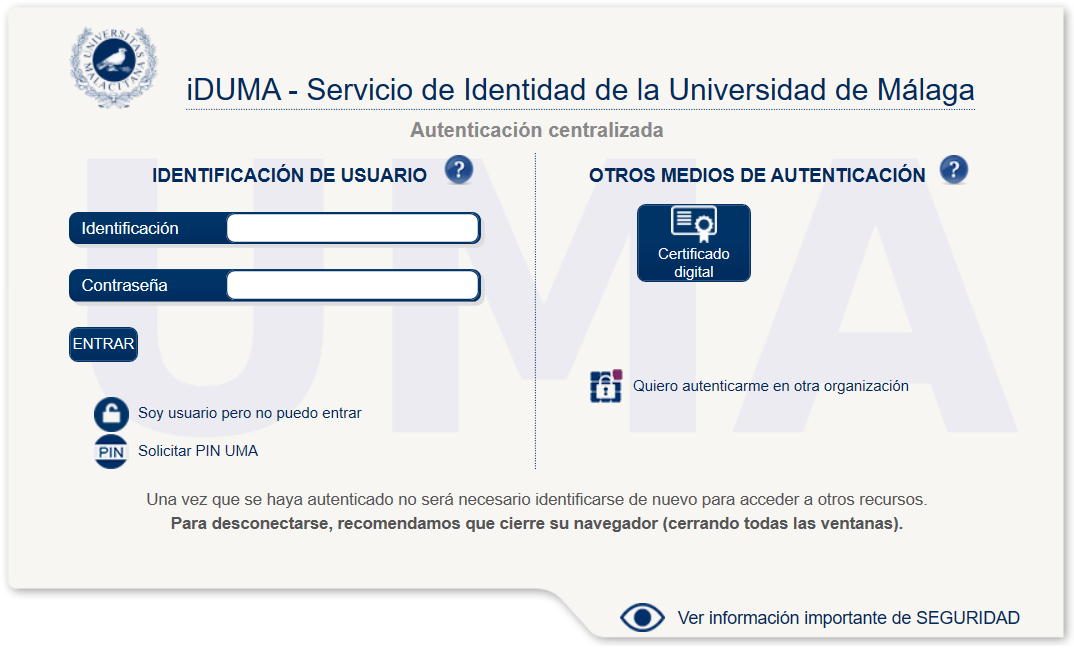 UNIVERSITAS MALACITANA
iDUMA - Servicio de Identidad de la Universidad de Málaga
Autenticación centralizada
UMA
IDENTIFICACIÓN DE USUARIO ?
Identificación
Contraseña
ENTRAR
Soy usuario pero no puedo entrar
PIN Solicitar PIN UMA
OTROS MEDIOS DE AUTENTICACIÓN ?
Certificado
digital
Quiero autenticarme en otra organización
Una vez que se haya autenticado no será necesario identificarse de nuevo para acceder a otros recursos.
Para desconectarse, recomendamos que cierre su navegador (cerrando todas las ventanas).
Ver información importante de SEGURIDAD